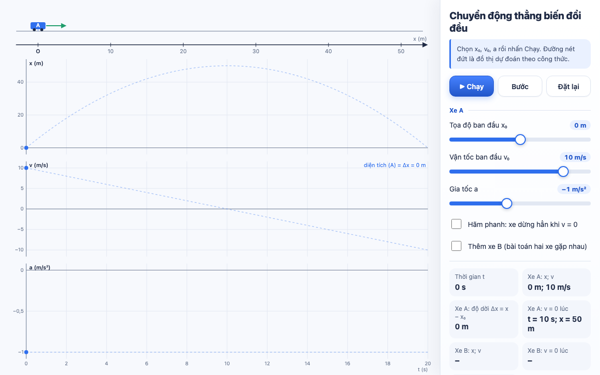 A
x (m)
O
10
20
30
40
50
x (m)
40
20
0
v (m/s)
diện tích (A) = Δx = 0 m
10
5
0
−5
−10
a (m/s²)
0
−0,5
−1
0
2
4
6
8
10
12
14
16
18
20
t (s)
Chuyển động thẳng biến đổi
đều
Chọn x₀, v₀, a rồi nhấn Chạy. Đường nét
đứt là đồ thị dự đoán theo công thức.
▶ Chạy
Bước
Đặt lại
Xe A
Tọa độ ban đầu x₀
0 m
Vận tốc ban đầu v₀
10 m/s
Gia tốc a
−1 m/s²
Hãm phanh: xe dừng hẳn khi v = 0
Thêm xe B (bài toán hai xe gặp nhau)
Thời gian t
0 s
Xe A: x; v
0 m; 10 m/s
Xe A: độ dời Δx = x
− x₀
0 m
Xe A: v = 0 lúc
t = 10 s; x = 50
m
Xe B: x; v
–
Xe B: v = 0 lúc
–